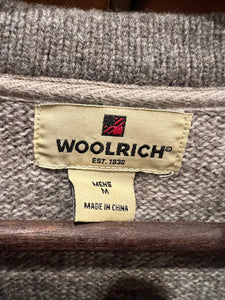 WOOLRICH®
EST. 1830
MENS
M
MADE IN CHINA